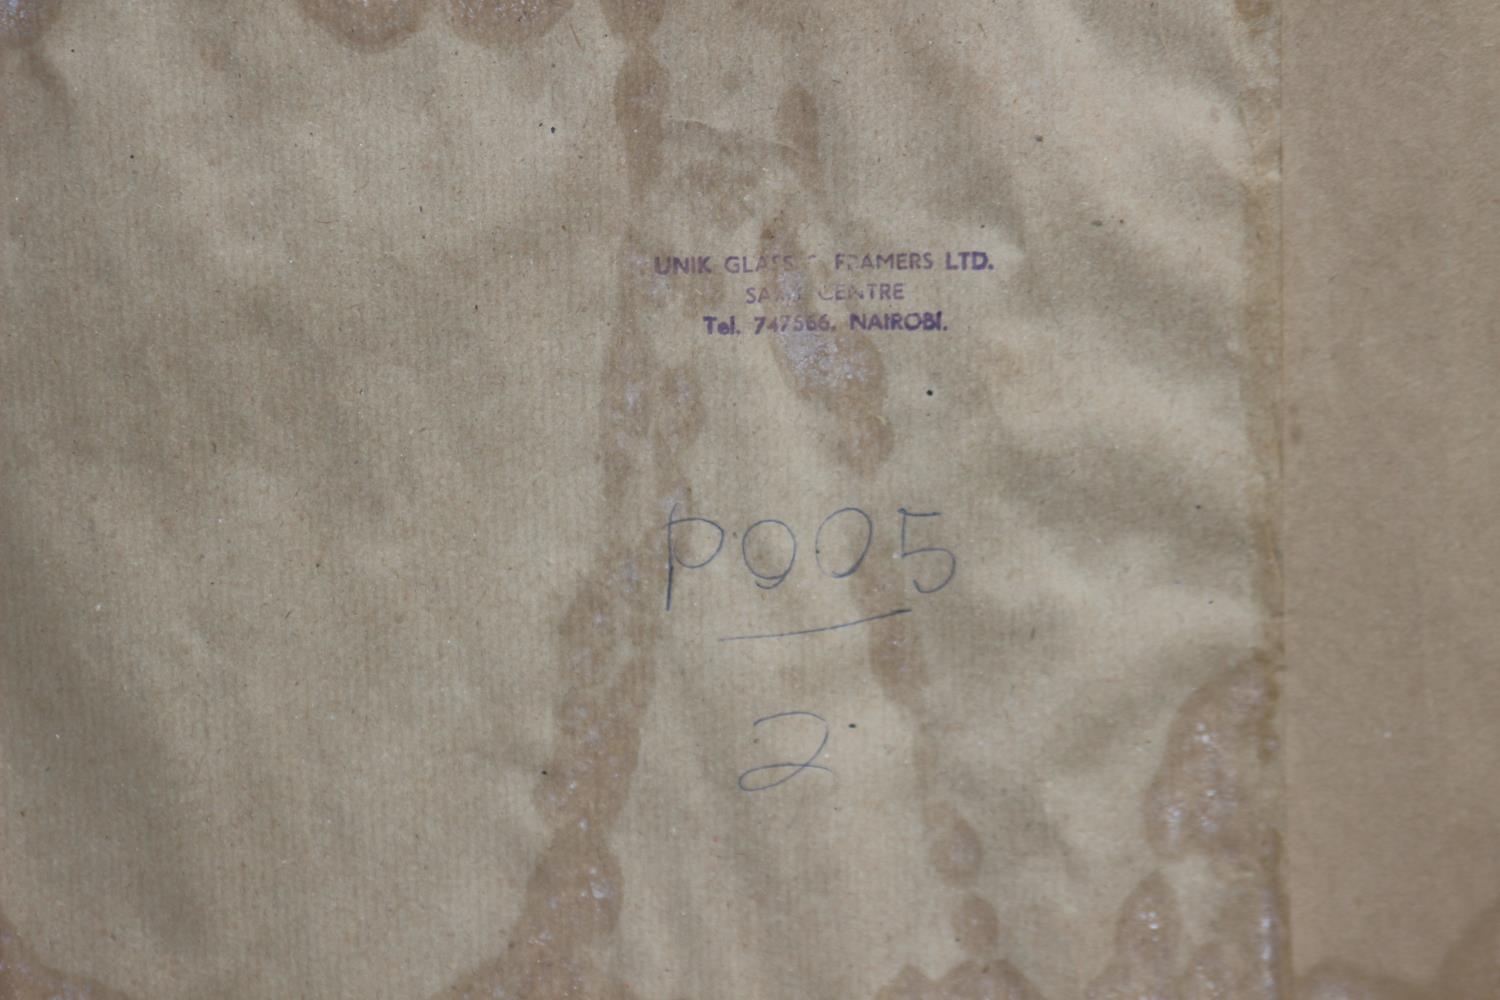 UNIK GLASS FRAMERS LTD.
CENTRE
Tel. 747566. NAIROBI.
P005
2